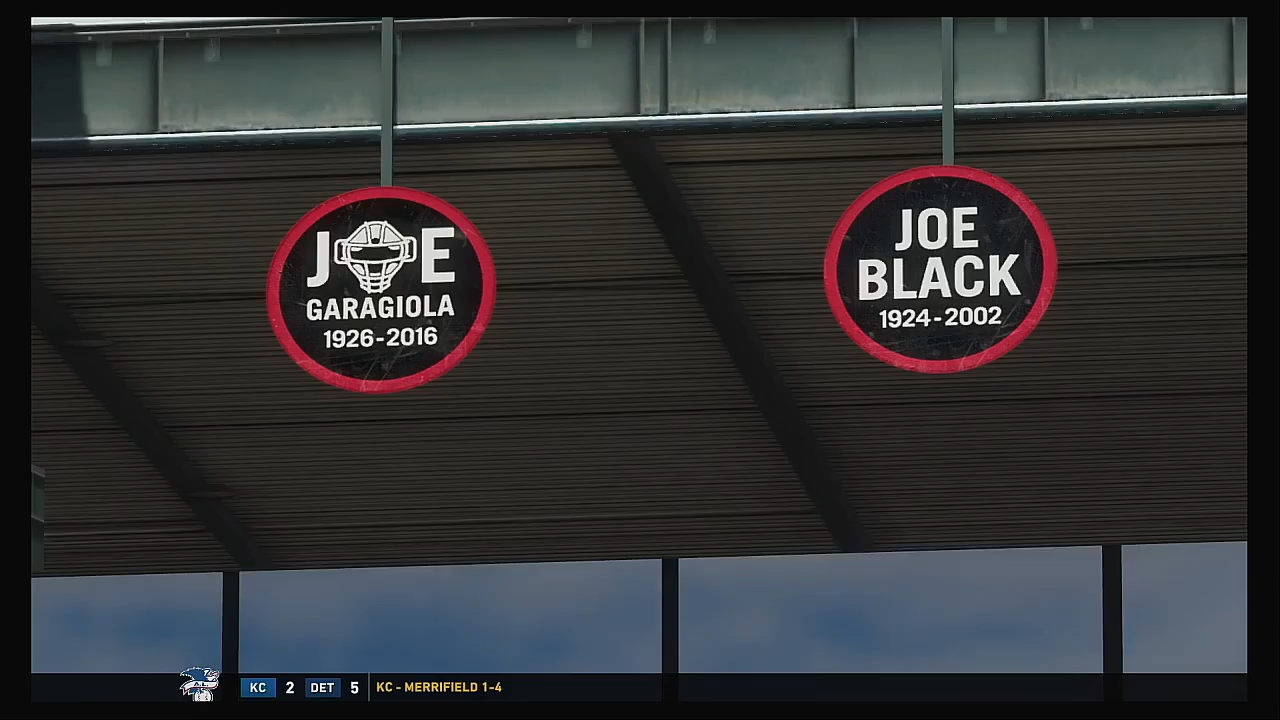 J E
GARAGIOLA
1926-2016
JOE
BLACK
1924-2002
KC 2 DET 5 KC - MERRIFIELD 1-4